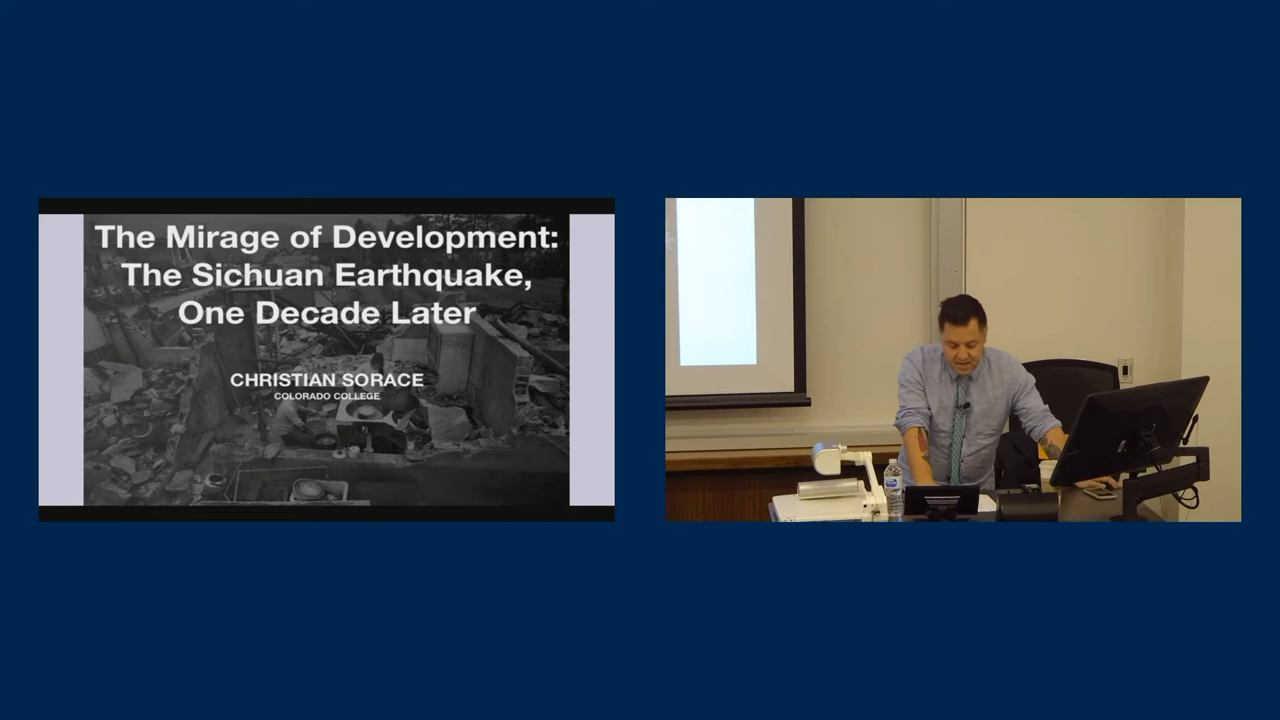 The Mirage of Development:
The Sichuan Earthquake,
One Decade Later
CHRISTIAN SORACE
COLORADO COLLEGE